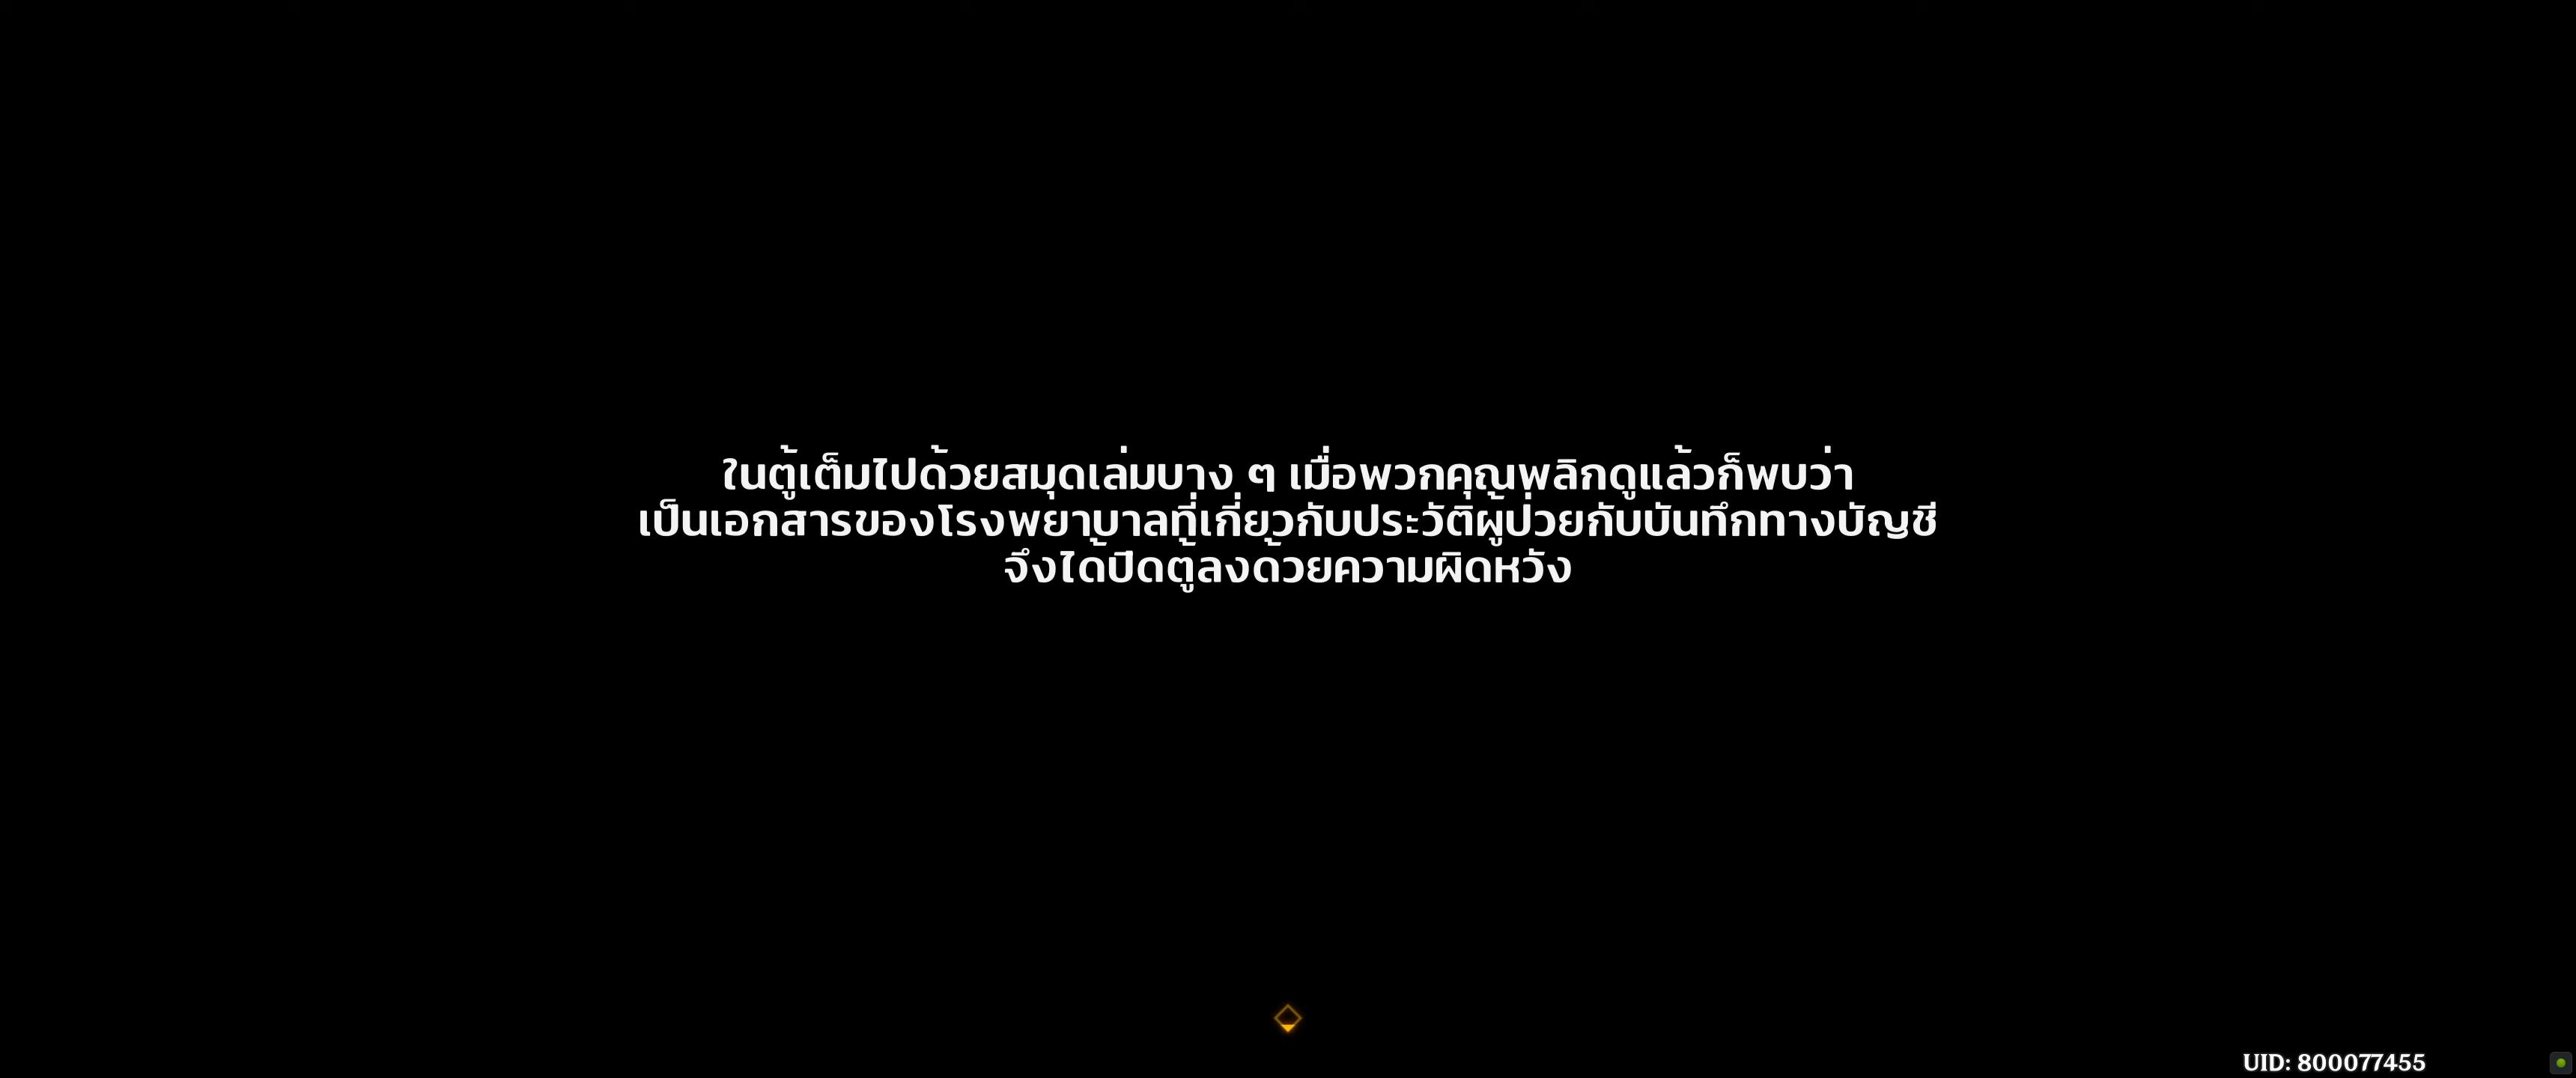 ในตู้เต็มไปด้วยสมุดเล่มบาง ๆ เมื่อพวกคุณพลิกดูแล้วก็พบว่า
เป็นเอกสารของโรงพยาบาลที่เกี่ยวกับประวัติผู้ป่วยกับบันทึกทางบัญชี
จึงได้ปิดตู้ลงด้วยความผิดหวัง
UID: 800077455